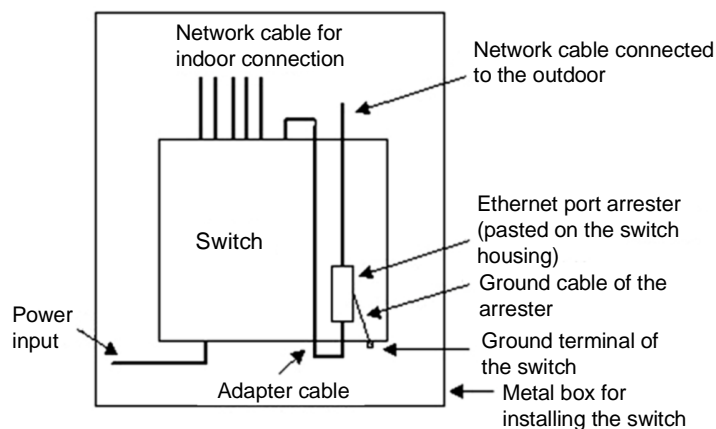 Network cable for
indoor connection
Network cable connected
to the outdoor
Ethernet port arrester
(pasted on the switch
housing)
Switch
Ground cable of the
arrester
Power
input
Ground terminal of
the switch
Adapter cable
Metal box for
installing the switch